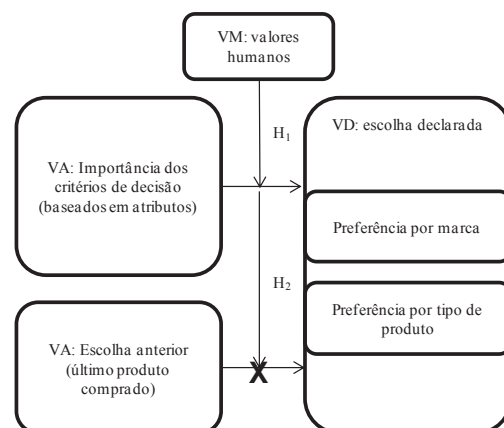 VM: valores
humanos
H1
VD: escolha declarada
VA: Importância dos
critérios de decisão
(baseados em atributos)
Preferência por marca
H2
Preferência por tipo de
produto
VA: Escolha anterior
(último produto
comprado)
X